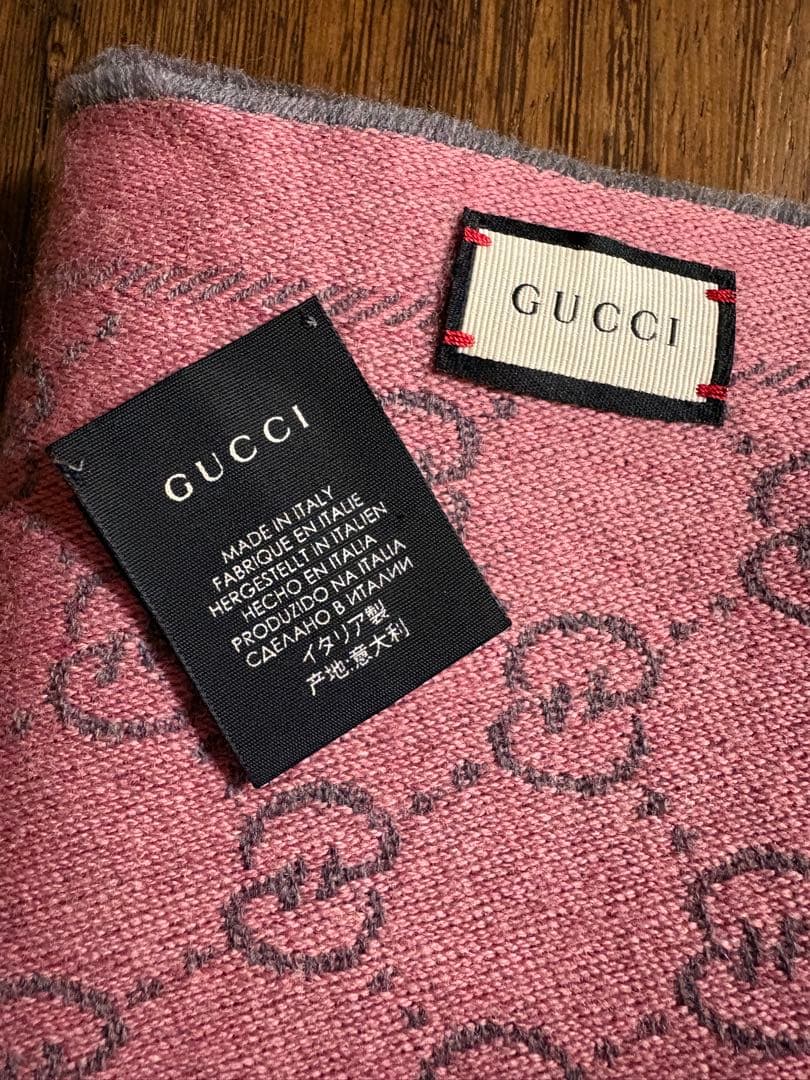 GUCCI
GUCCI
MADE IN ITALY
FABRIQUE EN ITALIE
HERGESTELLT IN ITALIEN
HECHO EN ITALIA
PRODUZIDO NA ITALIA
СДЕЛАНО В ИТАЛИИ
イタリア製
产地:意大利